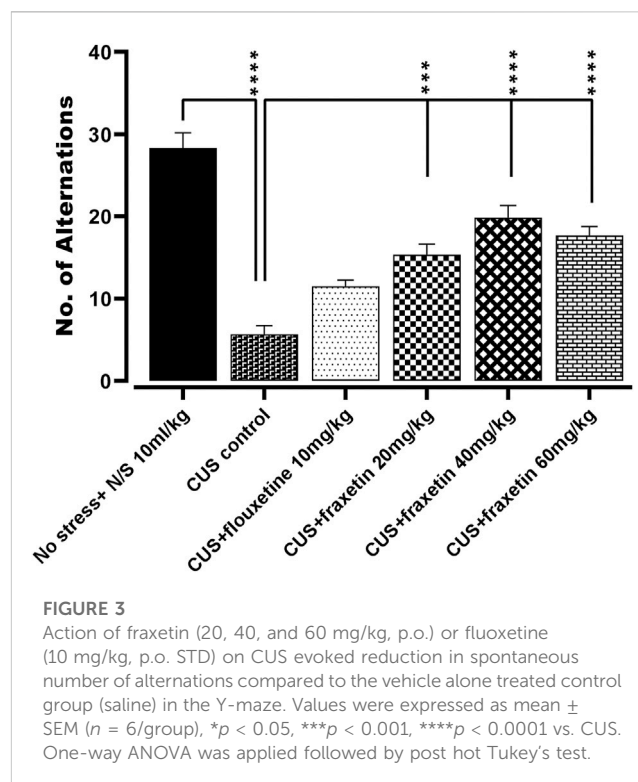 40
30
20
10
0
No. of Alternations
****
***
****
****
No stress+ N/S 10ml/kg
CUS control
CUS+flouxetine 10mg/kg
CUS+fraxetin 20mg/kg
CUS+fraxetin 40mg/kg
CUS+fraxetin 60mg/kg
FIGURE 3
Action of fraxetin (20, 40, and 60 mg/kg, p.o.) or fluoxetine
(10 mg/kg, p.o. STD) on CUS evoked reduction in spontaneous
number of alternations compared to the vehicle alone treated control
group (saline) in the Y-maze. Values were expressed as mean ±
SEM (n = 6/group), *p < 0.05, ***p < 0.001, ****p < 0.0001 vs. CUS.
One-way ANOVA was applied followed by post hot Tukey's test.